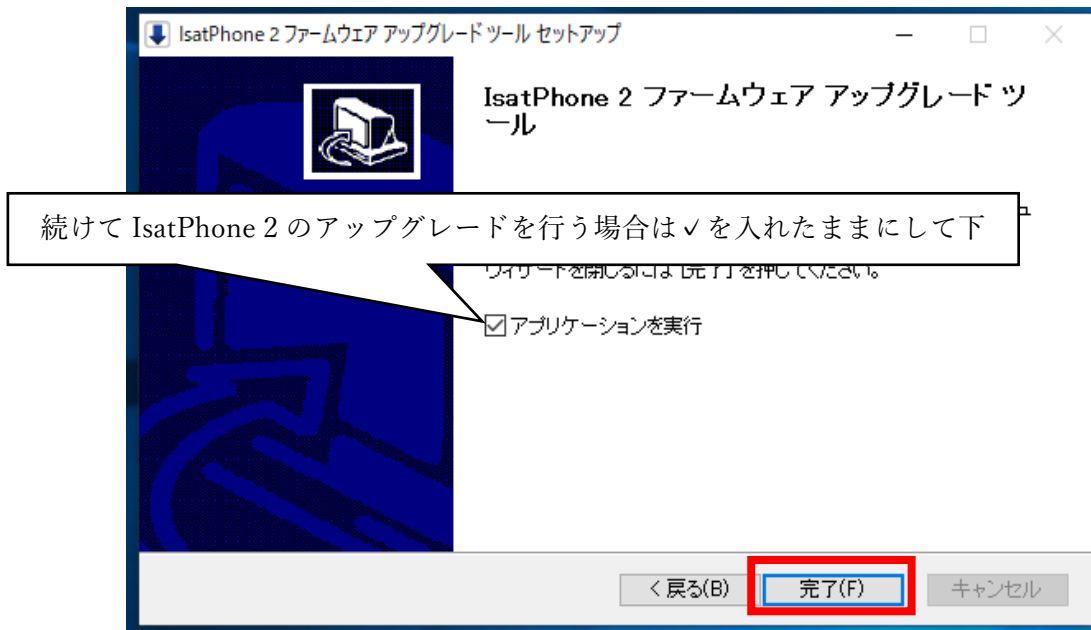 IsatPhone 2 ファームウェア アップグレード ツール セットアップ
IsatPhone 2 ファームウェア アップグレード ツ
ール
続けて IsatPhone 2 のアップグレードを行う場合は✓を入れたままにして下
ウィザードを閉じるには [完了] を押してください。
アプリケーションを実行
< 戻る(B)
完了(F)
キャンセル